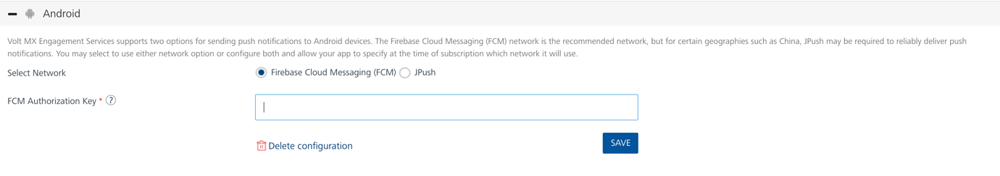 Android
Volt MX Engagement Services supports two options for sending push notifications to Android devices. The Firebase Cloud Messaging (FCM) network is the recommended network, but for certain geographies such as China, JPush may be required to reliably deliver push
notifications. You may select to use either network option or configure both and allow your app to specify at the time of subscription which network it will use.
Select Network Firebase Cloud Messaging (FCM) JPush
FCM Authorization Key * ?
Delete configuration SAVE